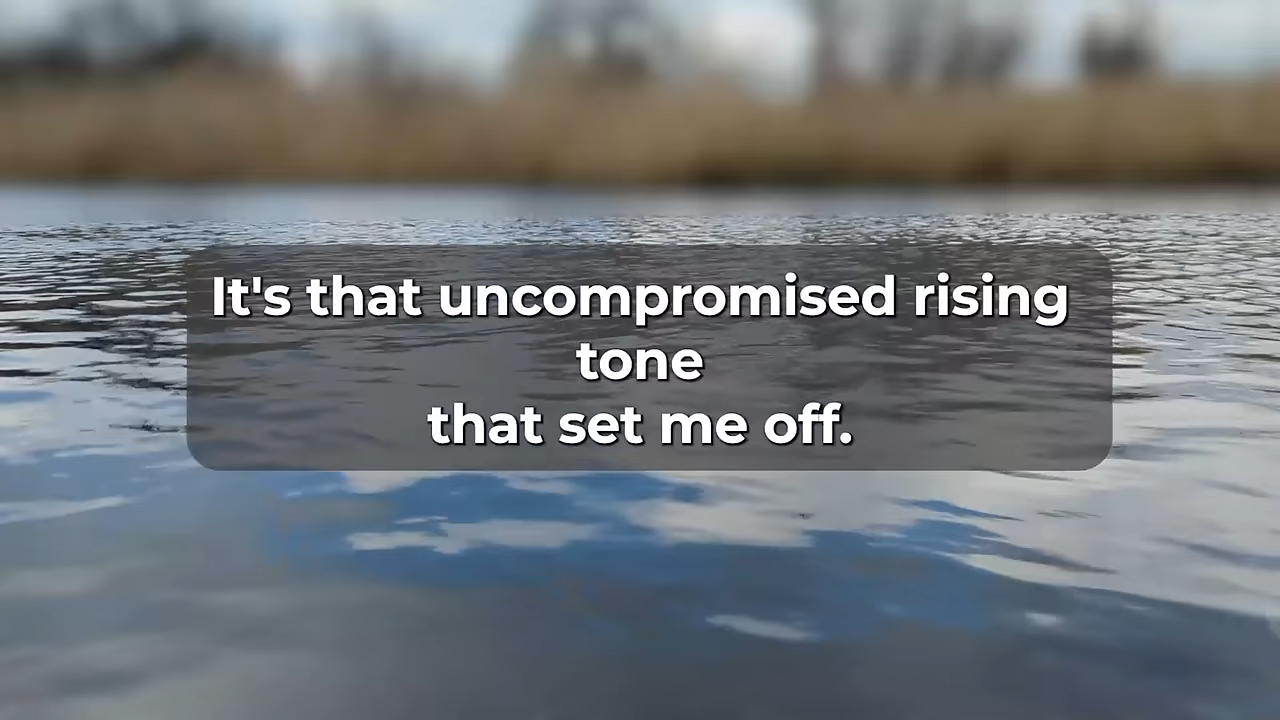 It's that uncompromised rising
tone
that set me off.